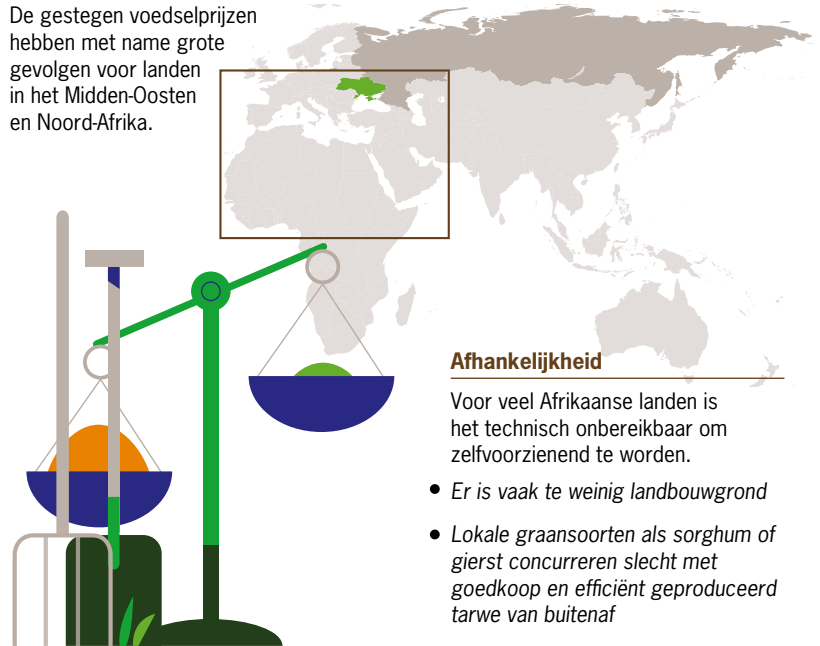 De gestegen voedselprijzen
hebben met name grote
gevolgen voor landen
in het Midden-Oosten
en Noord-Afrika.
Afhankelijkheid
Voor veel Afrikaanse landen is
het technisch onbereikbaar om
zelfvoorzienend te worden.
• Er is vaak te weinig landbouwgrond
• Lokale graansoorten als sorghum of
gierst concurreren slecht met
goedkoop en efficiënt geproduceerd
tarwe van buitenaf